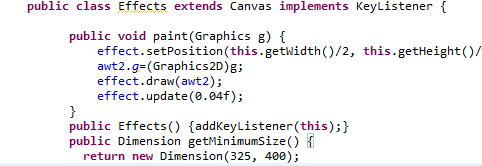 public class Effects extends Canvas implements KeyListener {
public void paint(Graphics g) {
effect.setPosition(this.getWidth()/2, this.getHeight()/
awt2.g=(Graphics2D)g;
effect.draw(awt2);
effect.update(0.04f);
}
public Effects() {addKeyListener(this);}
public Dimension getMinimumSize() {
return new Dimension(325, 400);